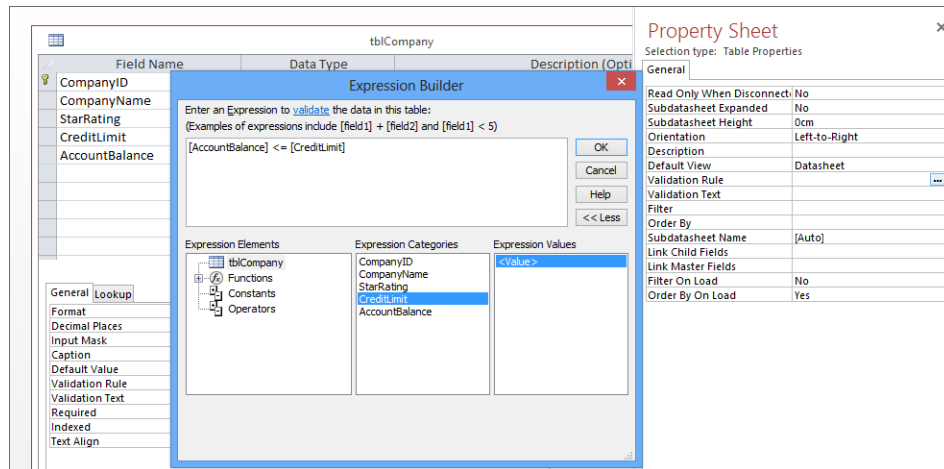 tblCompany
Field Name Data Type Description (Opti
CompanyID
CompanyName
StarRating
CreditLimit
AccountBalance
General Lookup
Format
Decimal Places
Input Mask
Caption
Default Value
Validation Rule
Validation Text
Required
Indexed
Text Align
Expression Builder
Enter an Expression to validate the data in this table:
(Examples of expressions include [field1] + [field2] and [field1] < 5)
[AccountBalance] <= [CreditLimit]
OK
Cancel
Help
<< Less
Expression Elements
tblCompany
Functions
Constants
Operators
Expression Categories
CompanyID
CompanyName
StarRating
CreditLimit
AccountBalance
Expression Values
<Value>
Property Sheet
Selection type: Table Properties
General
Read Only When Disconnect No
Subdatasheet Expanded No
Subdatasheet Height 0cm
Orientation Left-to-Right
Description
Default View Datasheet
Validation Rule ...
Validation Text
Filter
Order By
Subdatasheet Name [Auto]
Link Child Fields
Link Master Fields
Filter On Load No
Order By On Load Yes